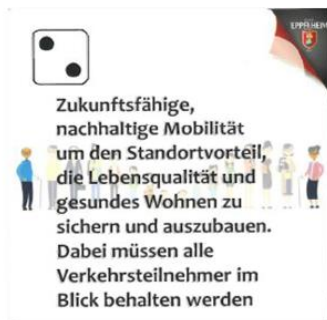 EPPELHEIM
Zukunftsfähige,
nachhaltige Mobilität
um den Standortvorteil,
die Lebensqualität und
gesundes Wohnen zu
sichern und auszubauen.
Dabei müssen alle
Verkehrsteilnehmer im
Blick behalten werden